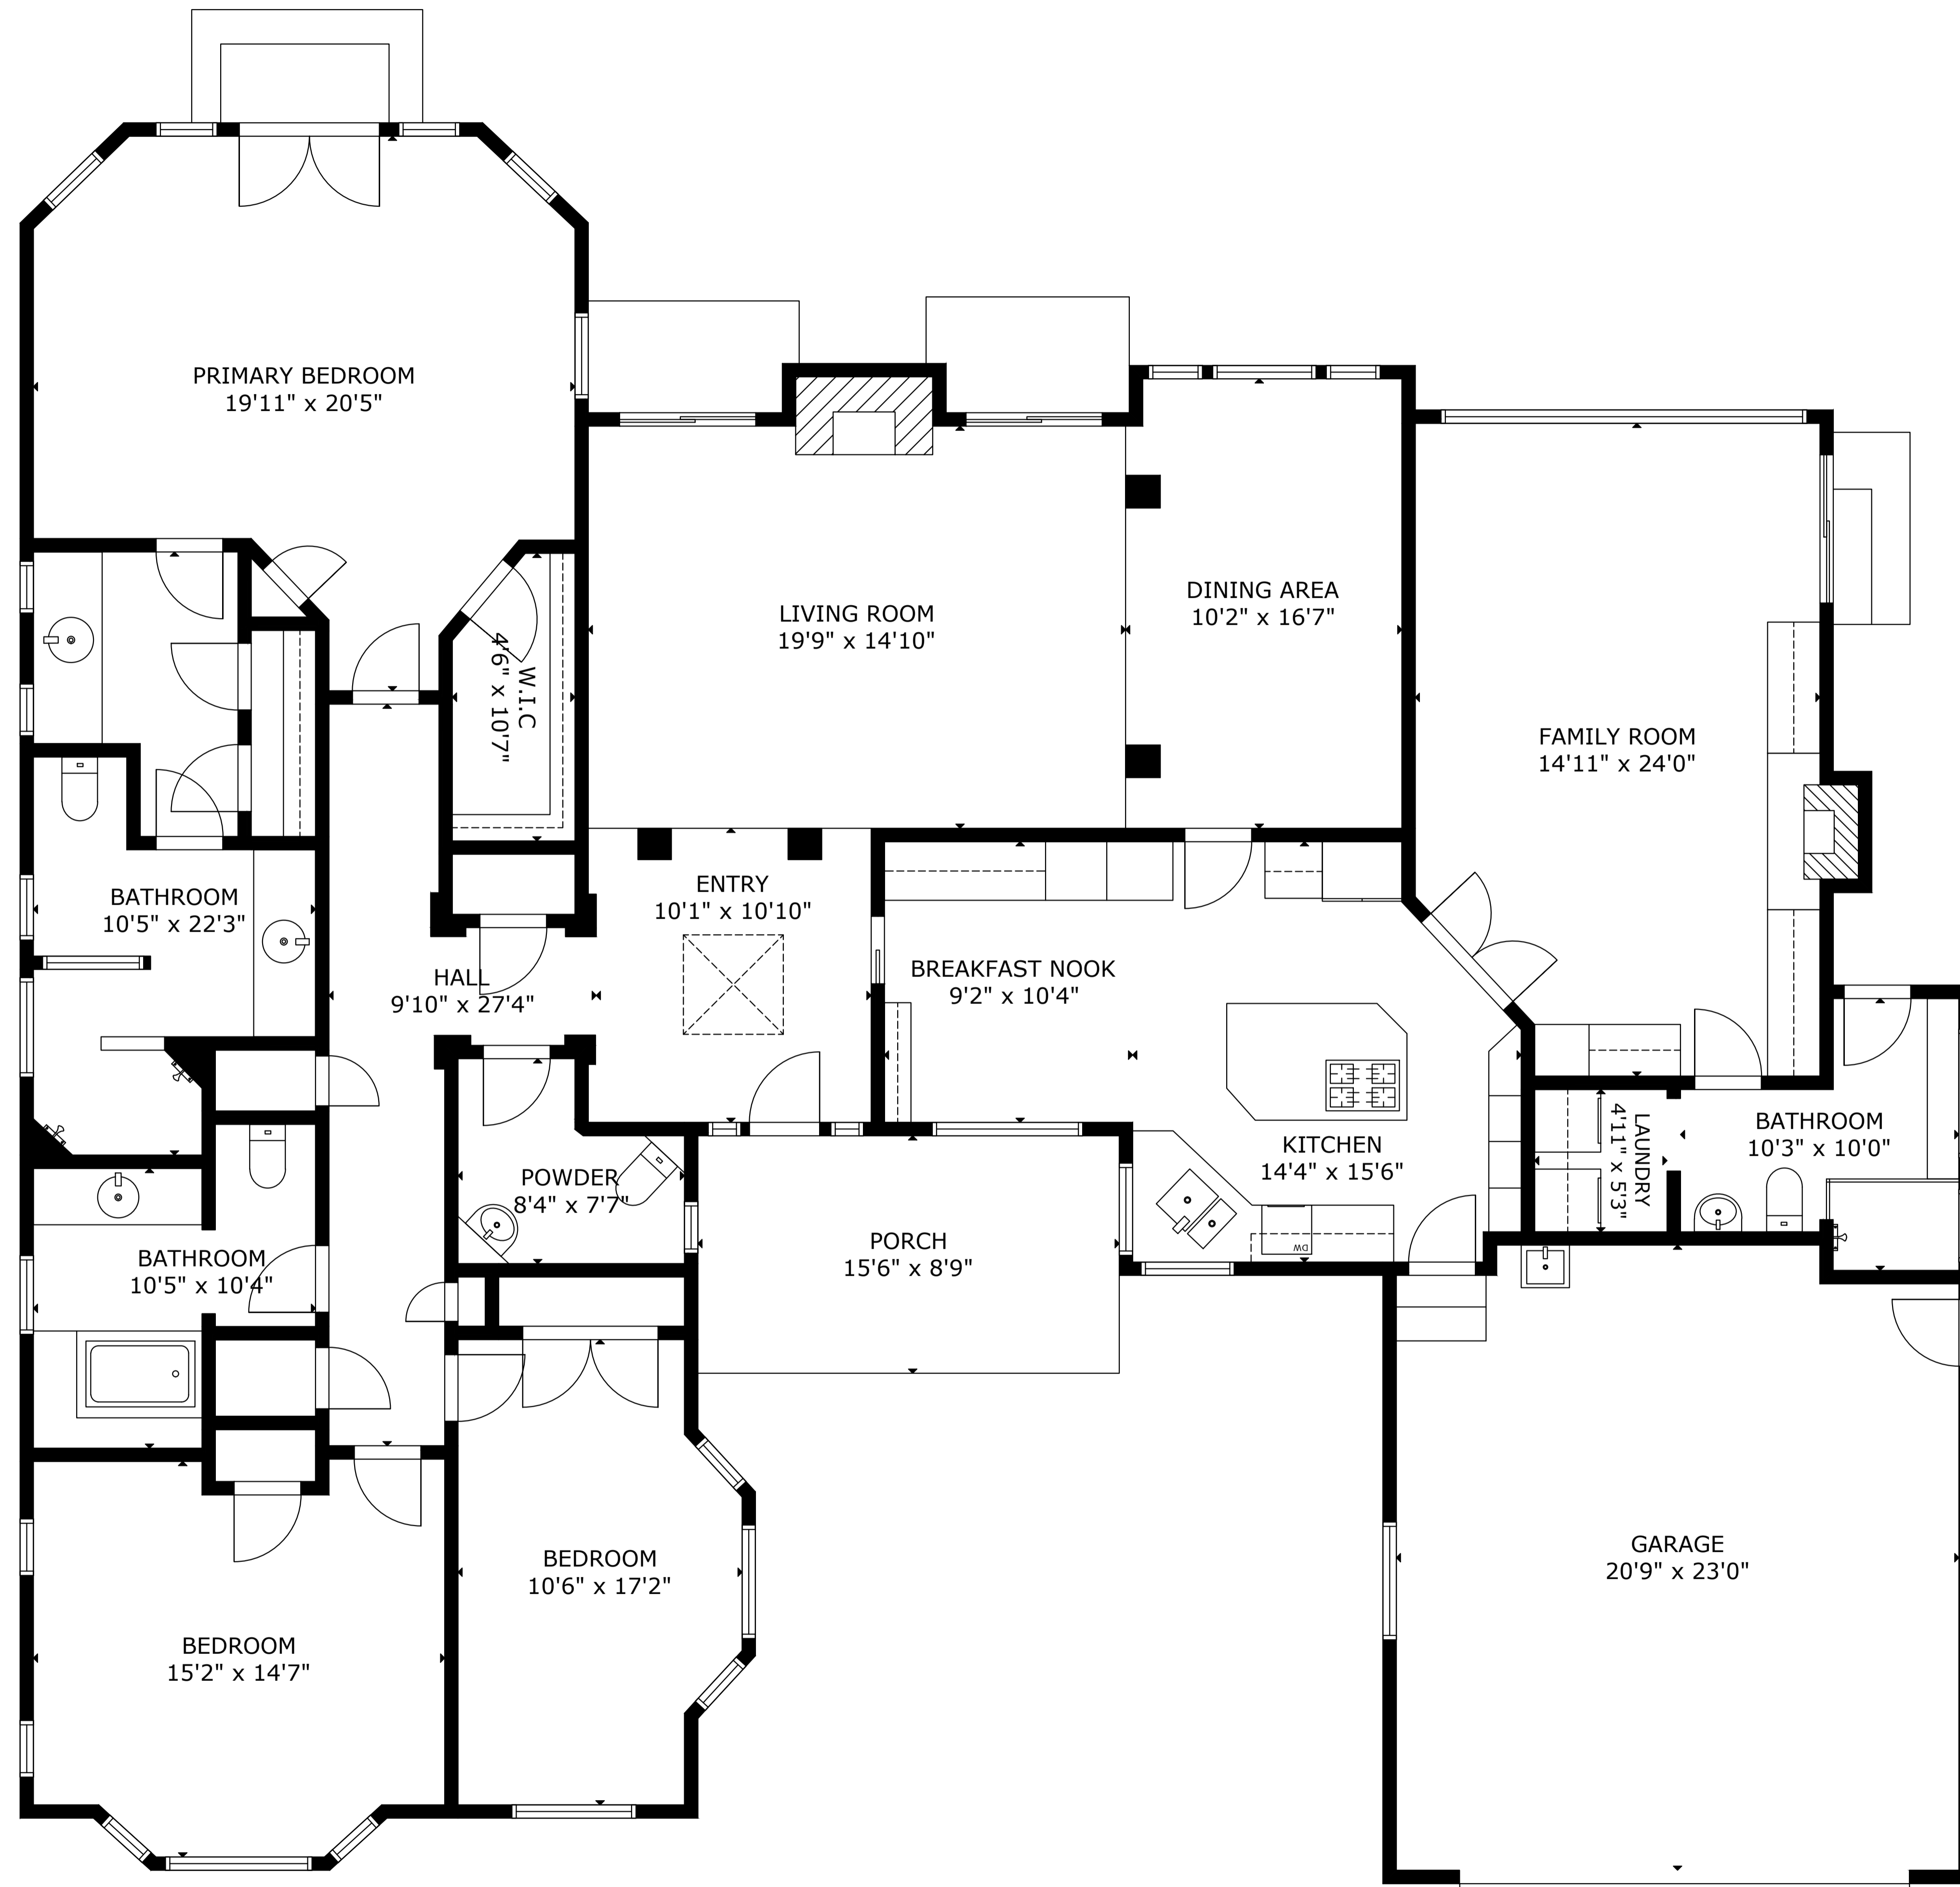 PRIMARY BEDROOM
19'11" x 20'5"
W.I.C
4'6" x 10'7"
LIVING ROOM
19'9" x 14'10"
DINING AREA
10'2" x 16'7"
FAMILY ROOM
14'11" x 24'0"
BATHROOM
10'5" x 22'3"
ENTRY
10'1" x 10'10"
HALL
9'10" x 27'4"
BREAKFAST NOOK
9'2" x 10'4"
KITCHEN
14'4" x 15'6"
DW
LAUNDRY
4'11" x 5'3"
BATHROOM
10'3" x 10'0"
POWDER
8'4" x 7'7"
PORCH
15'6" x 8'9"
BATHROOM
10'5" x 10'4"
BEDROOM
10'6" x 17'2"
GARAGE
20'9" x 23'0"
BEDROOM
15'2" x 14'7"